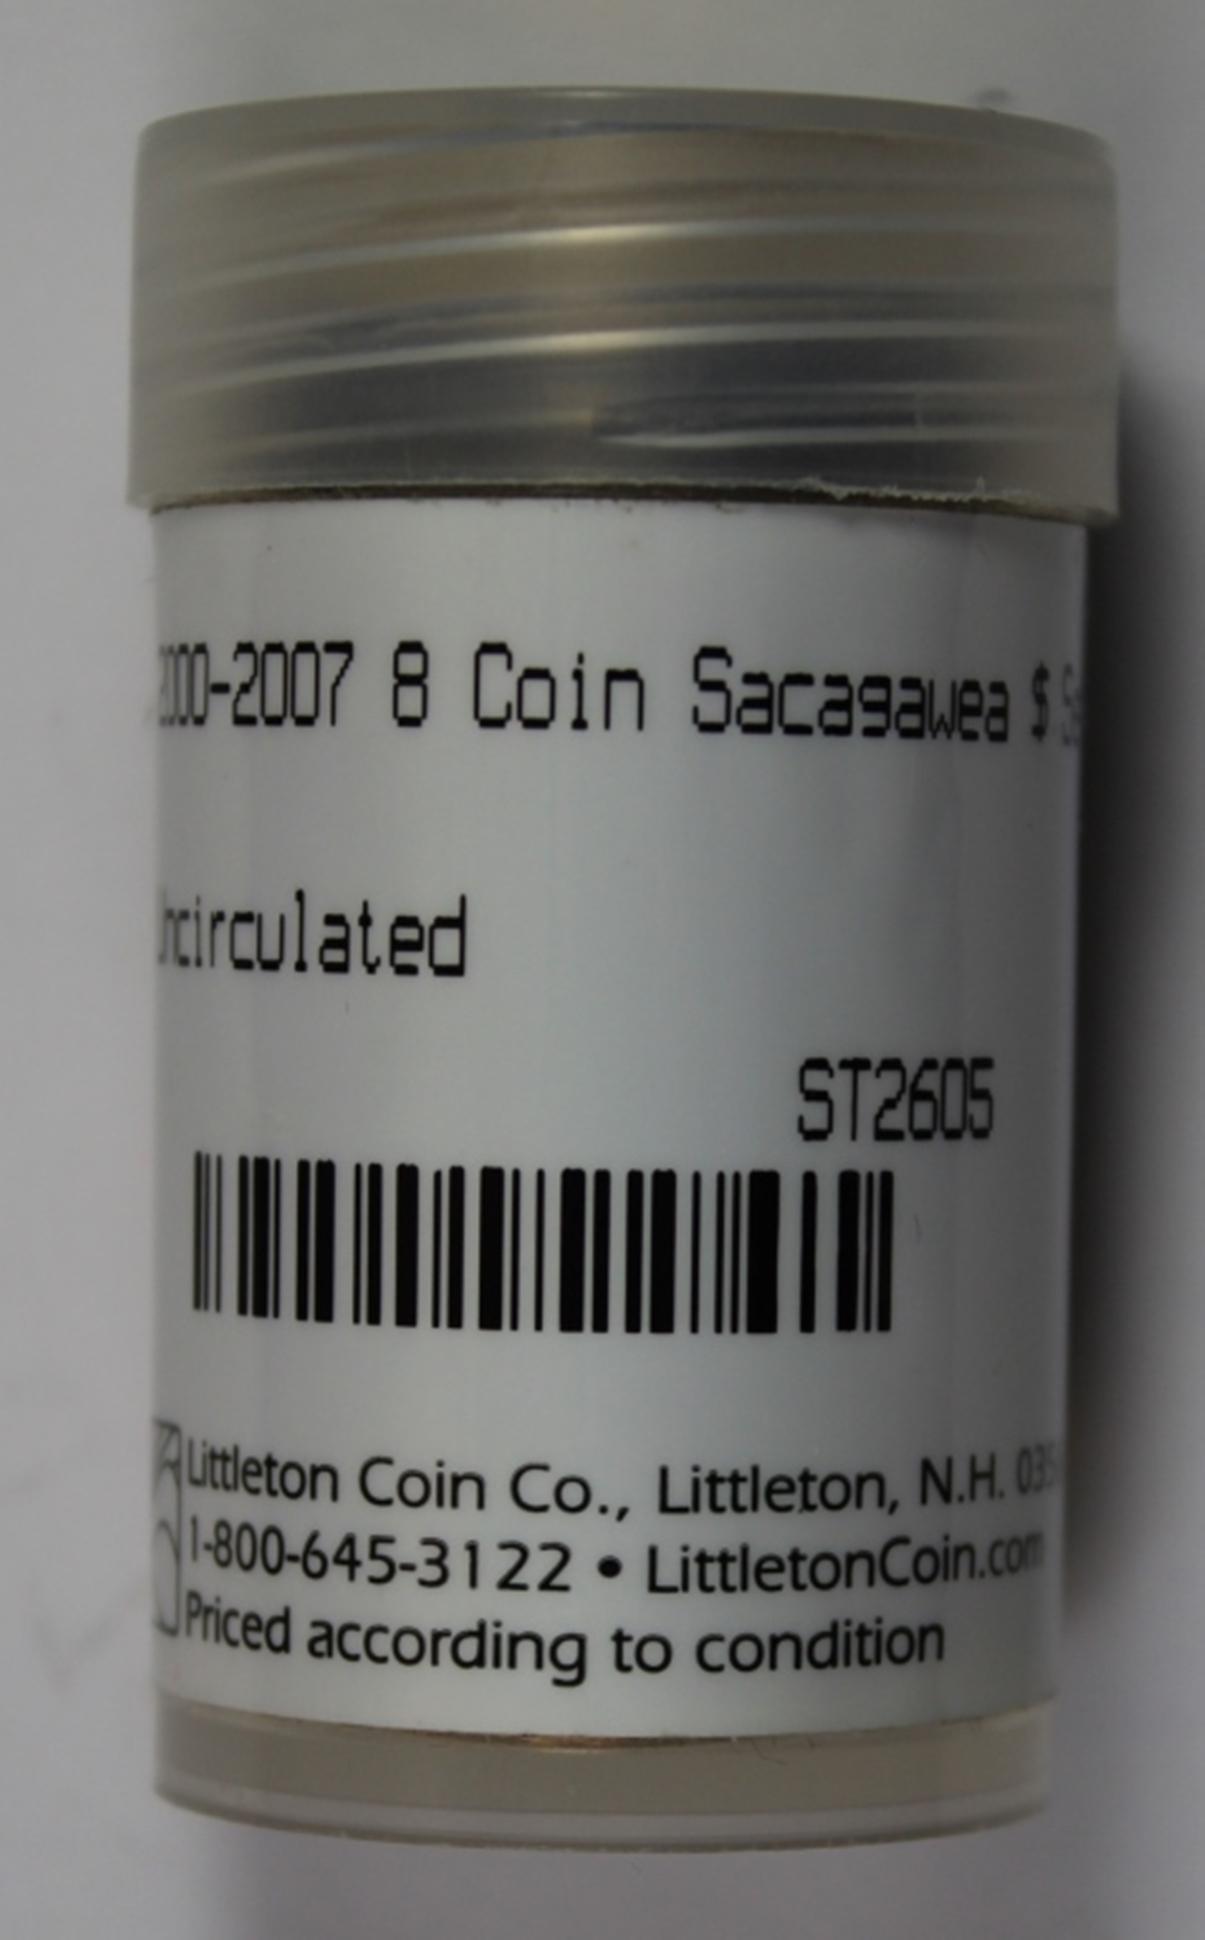 2000-2007 8 Coin Sacagawea $
Uncirculated
ST2605
Littleton Coin Co., Littleton, N.H.
1-800-645-3122 • LittletonCoin.com
Priced according to condition